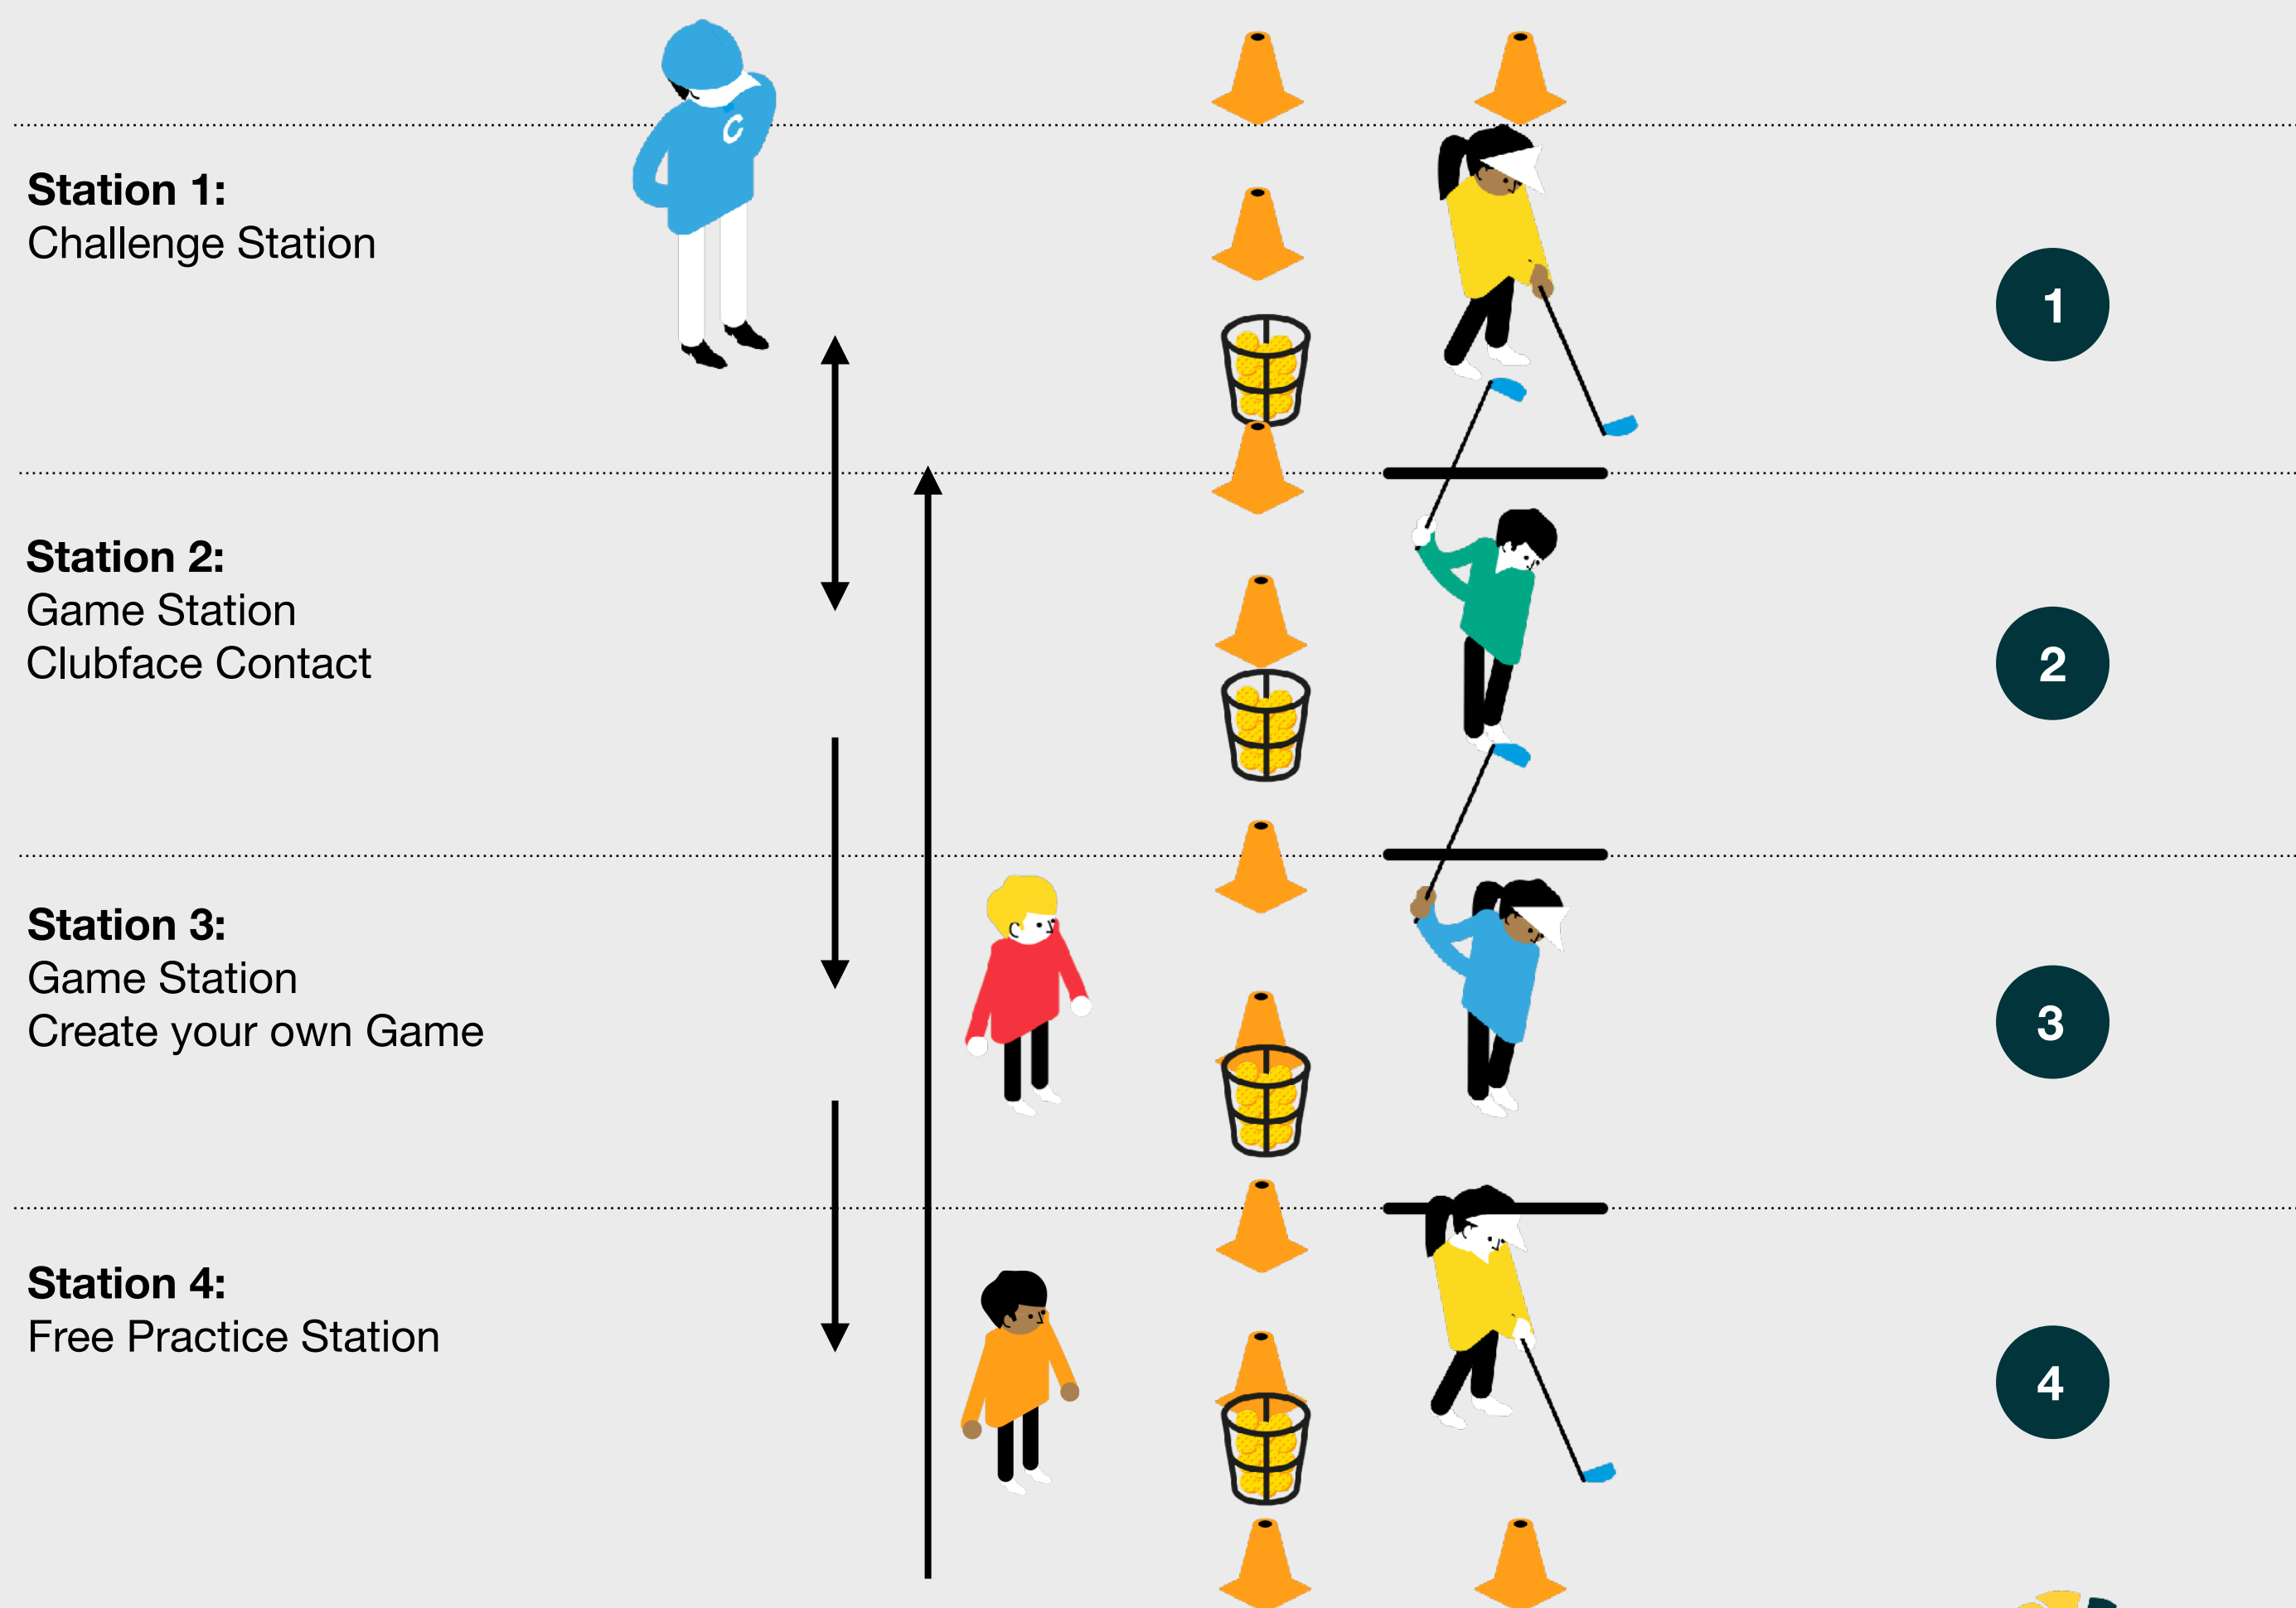 C
Station 1:
Challenge Station
1
Station 2:
Game Station
Clubface Contact
2
Station 3:
Game Station
Create your own Game
3
Station 4:
Free Practice Station
4